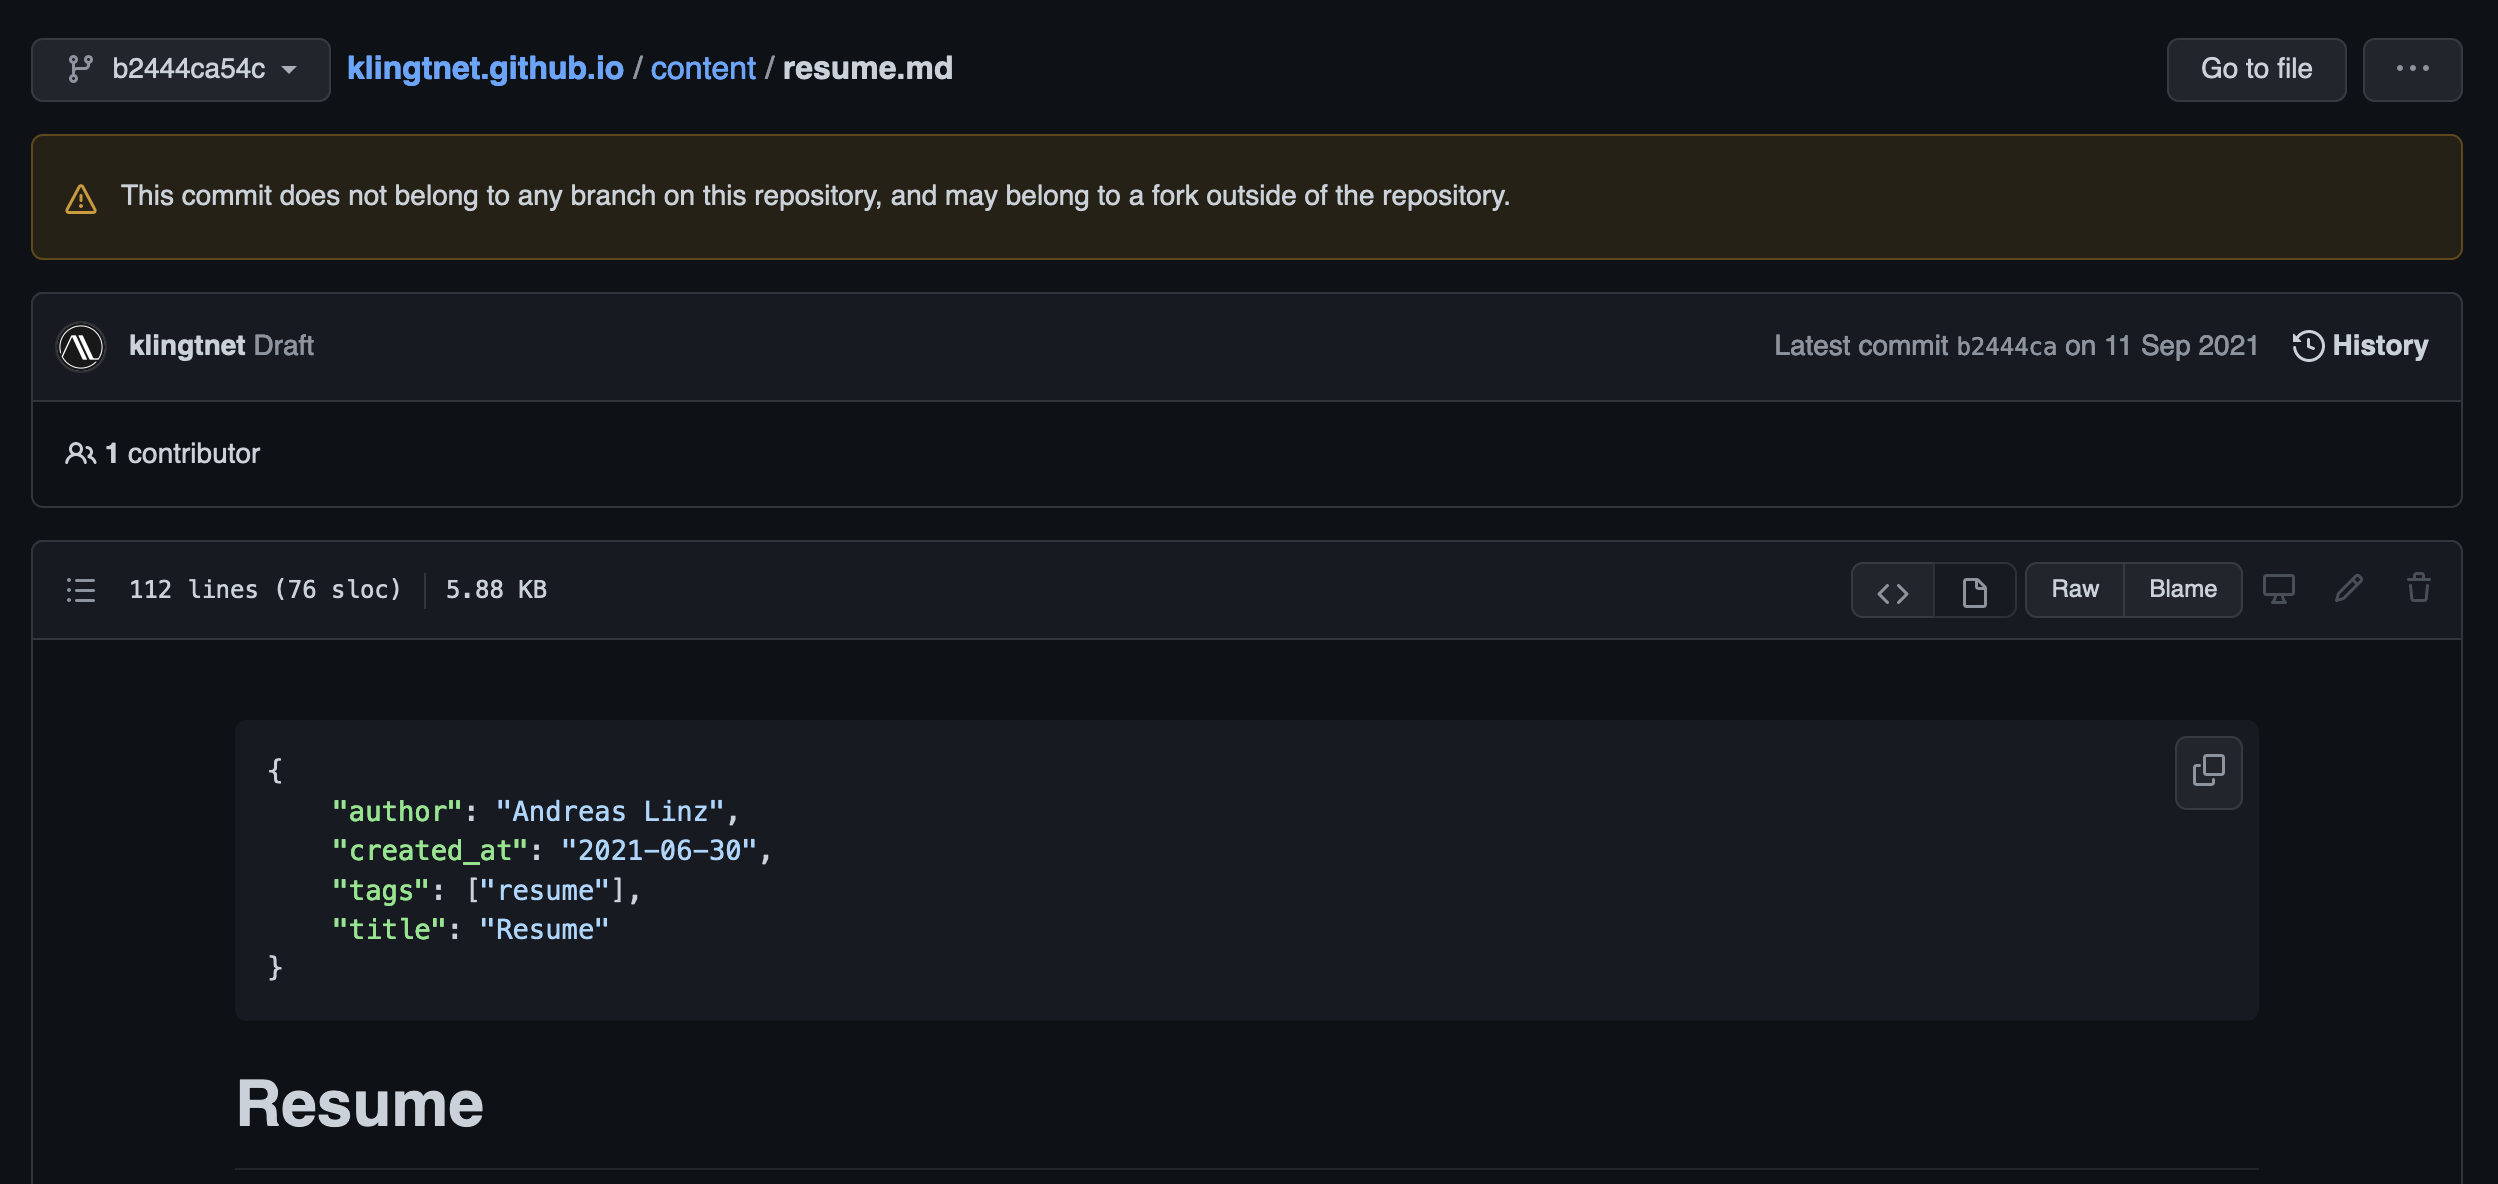 b2444ca54c klingtnet.github.io / content / resume.md Go to file ...
This commit does not belong to any branch on this repository, and may belong to a fork outside of the repository.
klingtnet Draft Latest commit b2444ca on 11 Sep 2021 History
1 contributor
112 lines (76 sloc) 5.88 KB Raw Blame
{
    "author": "Andreas Linz",
    "created_at": "2021-06-30",
    "tags": ["resume"],
    "title": "Resume"
}
Resume